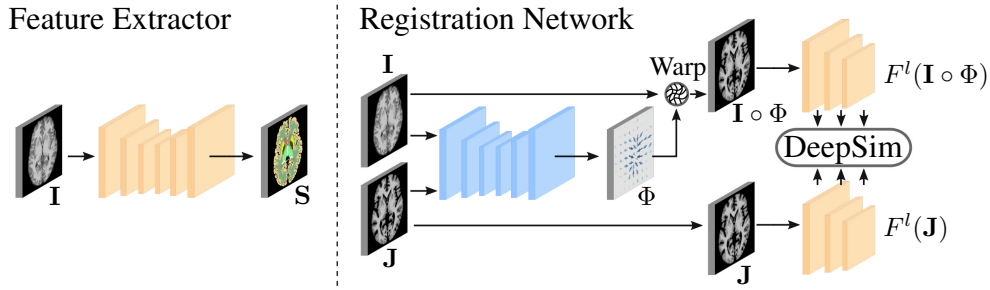 Feature Extractor
I
S
Registration Network
I
J
Φ
Warp
I ∘ Φ
J
F^l(I ∘ Φ)
DeepSim
F^l(J)